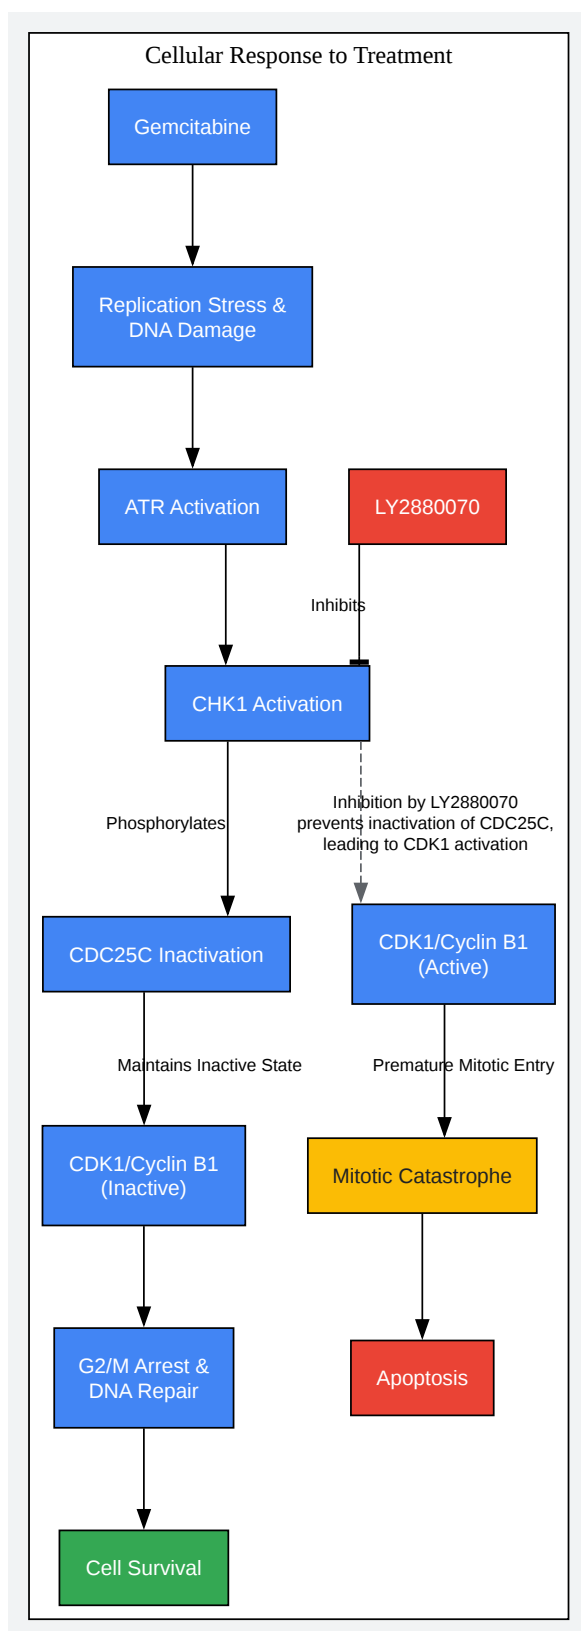 Cellular Response to Treatment
Gemcitabine
Replication Stress &
DNA Damage
ATR Activation
LY2880070
Inhibits
CHK1 Activation
Phosphorylates
Inhibition by LY2880070
prevents inactivation of CDC25C,
leading to CDK1 activation
CDC25C Inactivation
CDK1/Cyclin B1
(Active)
Maintains Inactive State
Premature Mitotic Entry
CDK1/Cyclin B1
(Inactive)
Mitotic Catastrophe
G2/M Arrest &
DNA Repair
Apoptosis
Cell Survival